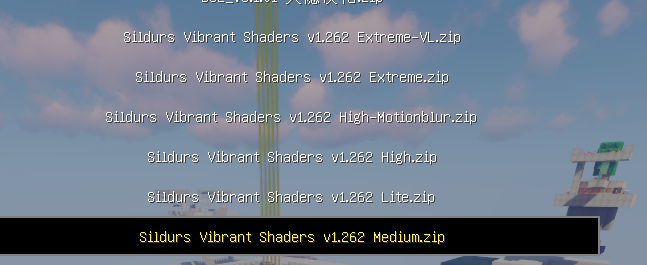 Sildurs Vibrant Shaders v1.262 Extreme-VL.zip
Sildurs Vibrant Shaders v1.262 Extreme.zip
Sildurs Vibrant Shaders v1.262 High-Motionblur.zip
Sildurs Vibrant Shaders v1.262 High.zip
Sildurs Vibrant Shaders v1.262 Lite.zip
Sildurs Vibrant Shaders v1.262 Medium.zip